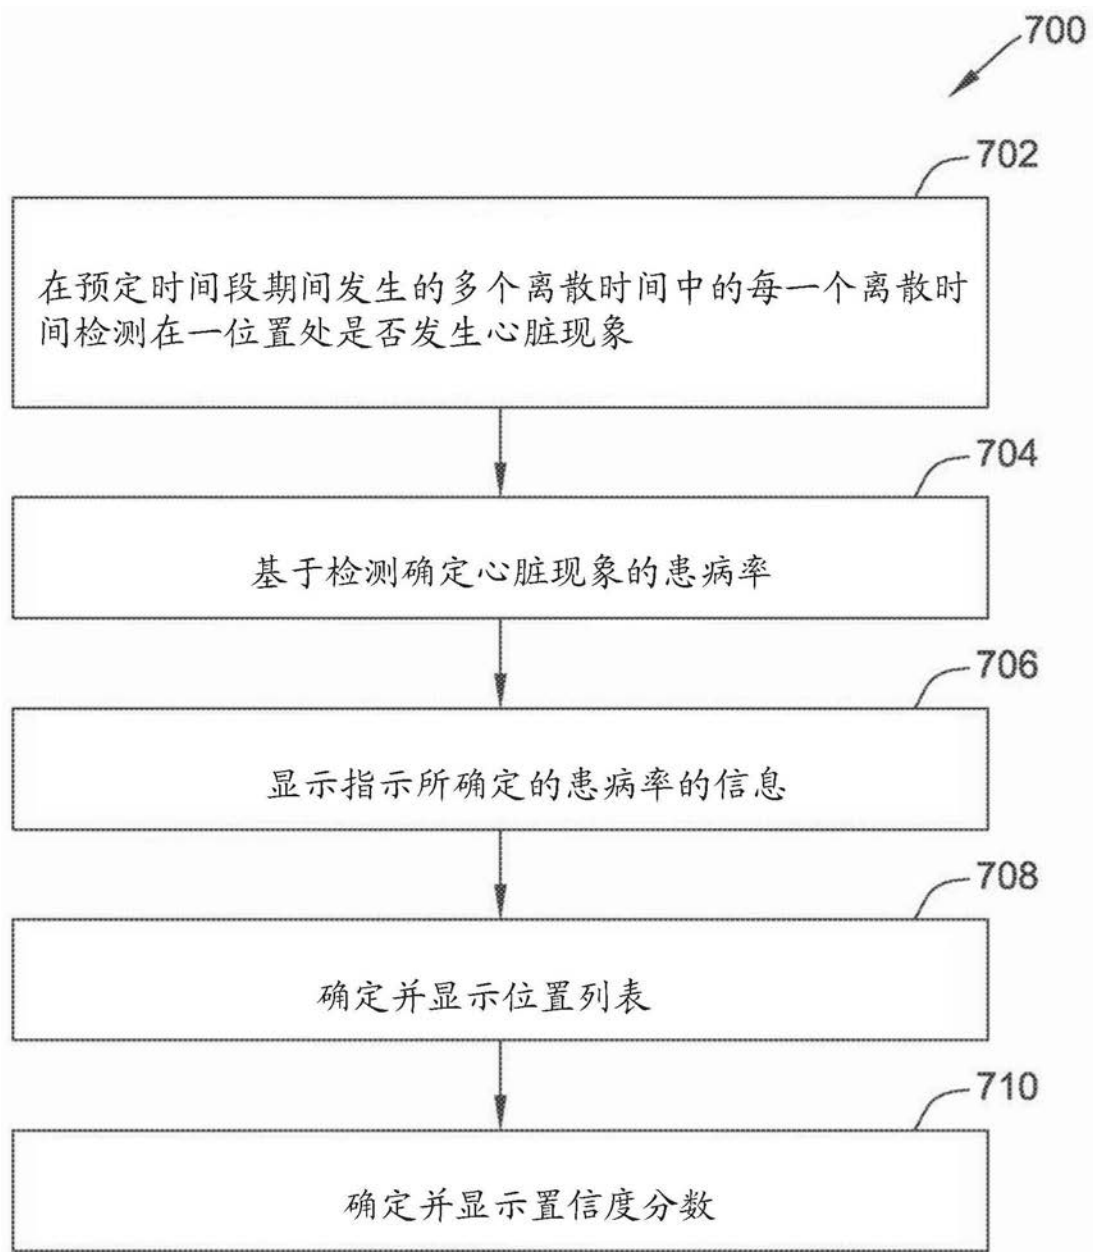 700
702
在预定时间段期间发生的多个离散时间中的每一个离散时
间检测在一位置处是否发生心脏现象
704
基于检测确定心脏现象的患病率
706
显示指示所确定的患病率的信息
708
确定并显示位置列表
710
确定并显示置信度分数